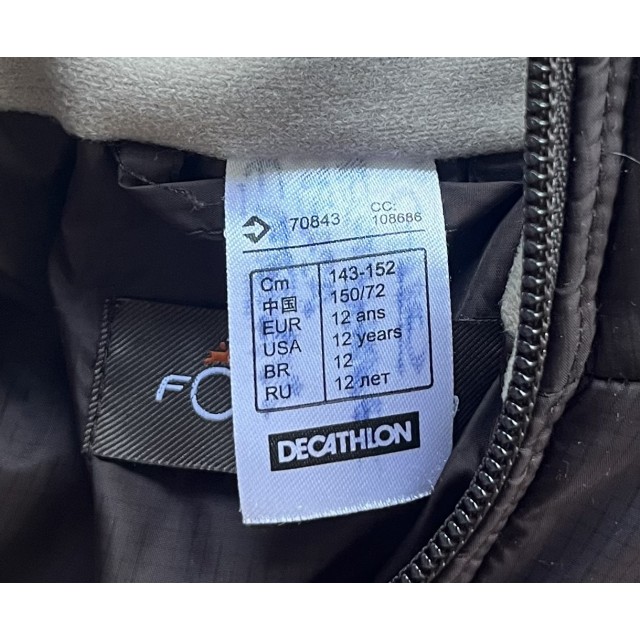 170843
CC:
108686
Cm 143-152
中国 150/72
EUR 12 ans
USA 12 years
BR 12
RU 12 лет
DECATHLON